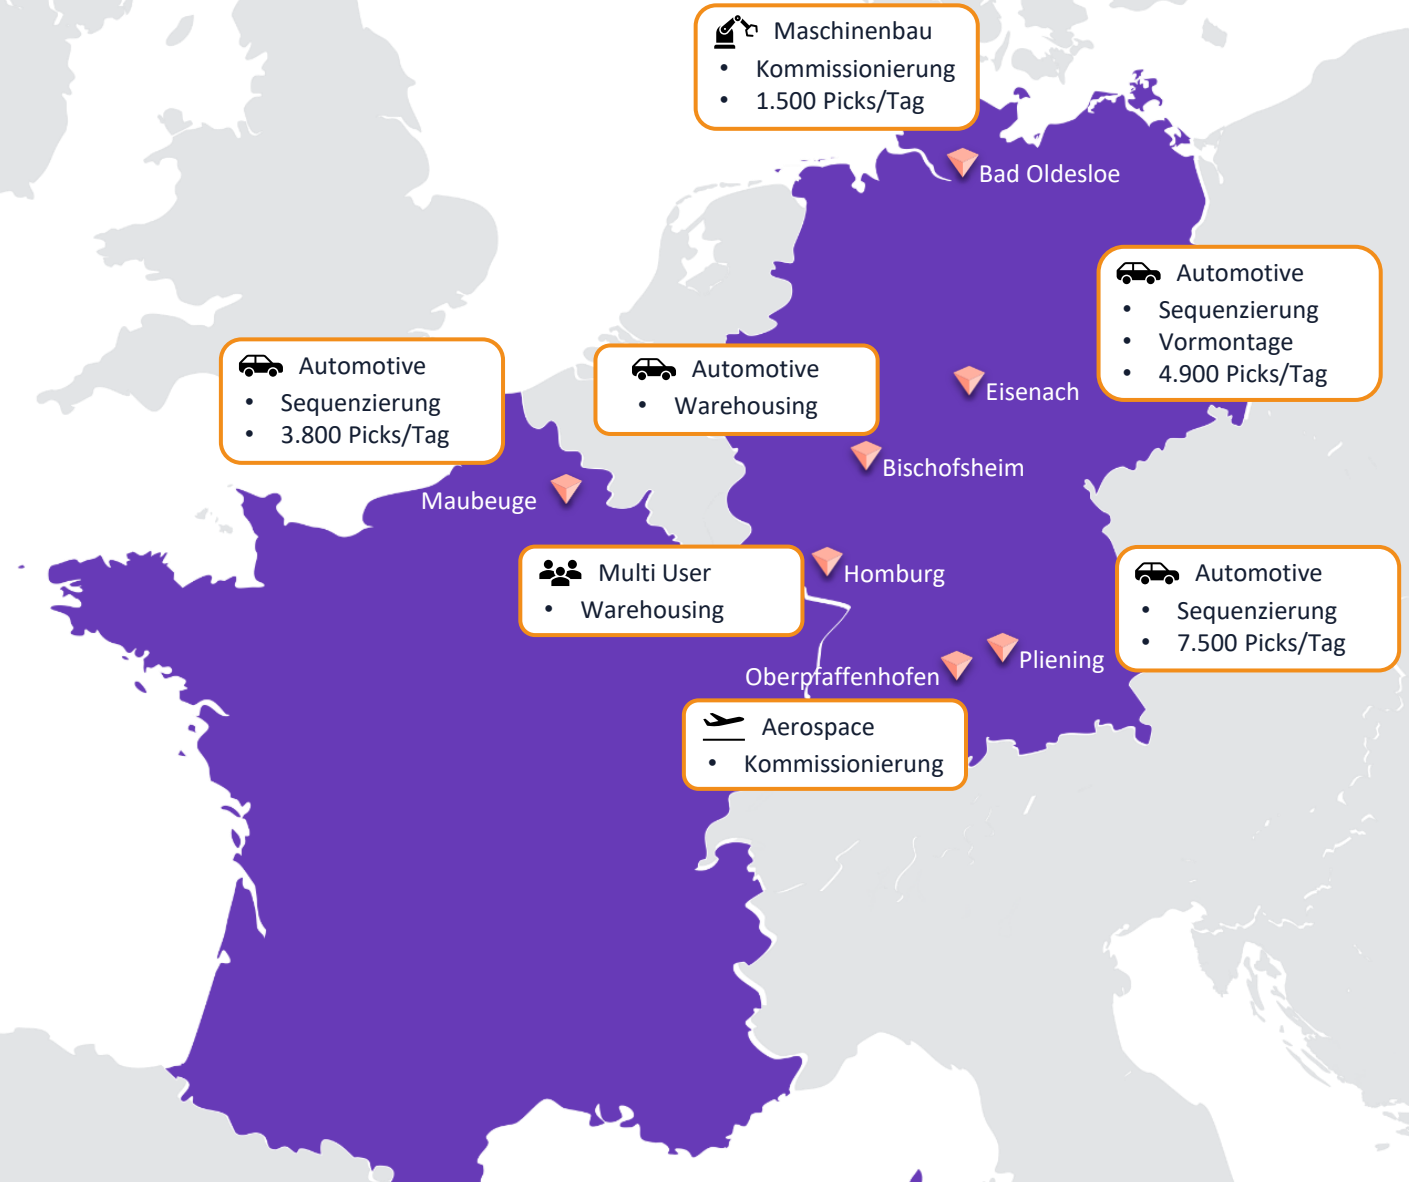 Maschinenbau
• Kommissionierung
• 1.500 Picks/Tag
Bad Oldesloe
Automotive
• Sequenzierung
• Vormontage
• 4.900 Picks/Tag
Eisenach
Automotive
• Sequenzierung
• 3.800 Picks/Tag
Maubeuge
Automotive
• Warehousing
Bischofsheim
Multi User
• Warehousing
Homburg
Automotive
• Sequenzierung
• 7.500 Picks/Tag
Pliening
Oberpfaffenhofen
Aerospace
• Kommissionierung